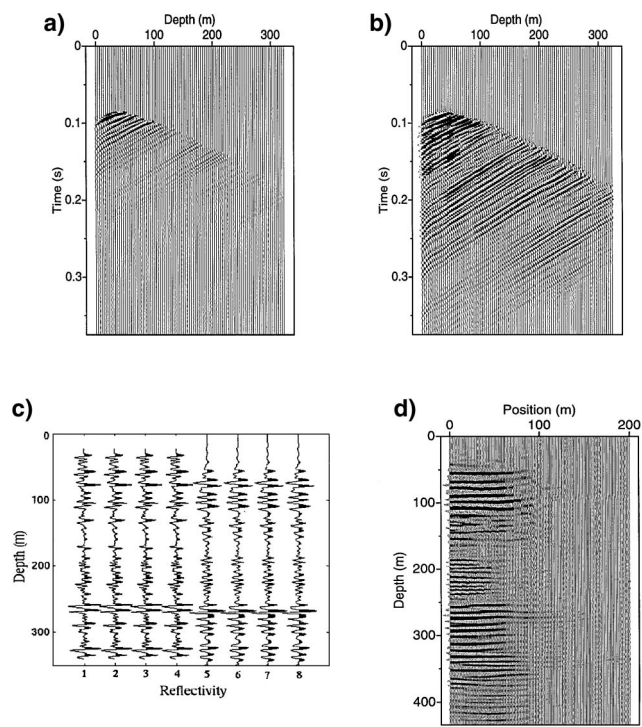 a)
Depth (m)
0 100 200 300
0
0.1
0.2
0.3
Time (s)
b)
Depth (m)
0 100 200 300
0
0.1
0.2
0.3
Time (s)
c)
0
100
200
300
Depth (m)
1 2 3 4 5 6 7 8
Reflectivity
d)
Position (m)
0 100 200
0
100
200
300
400
Depth (m)